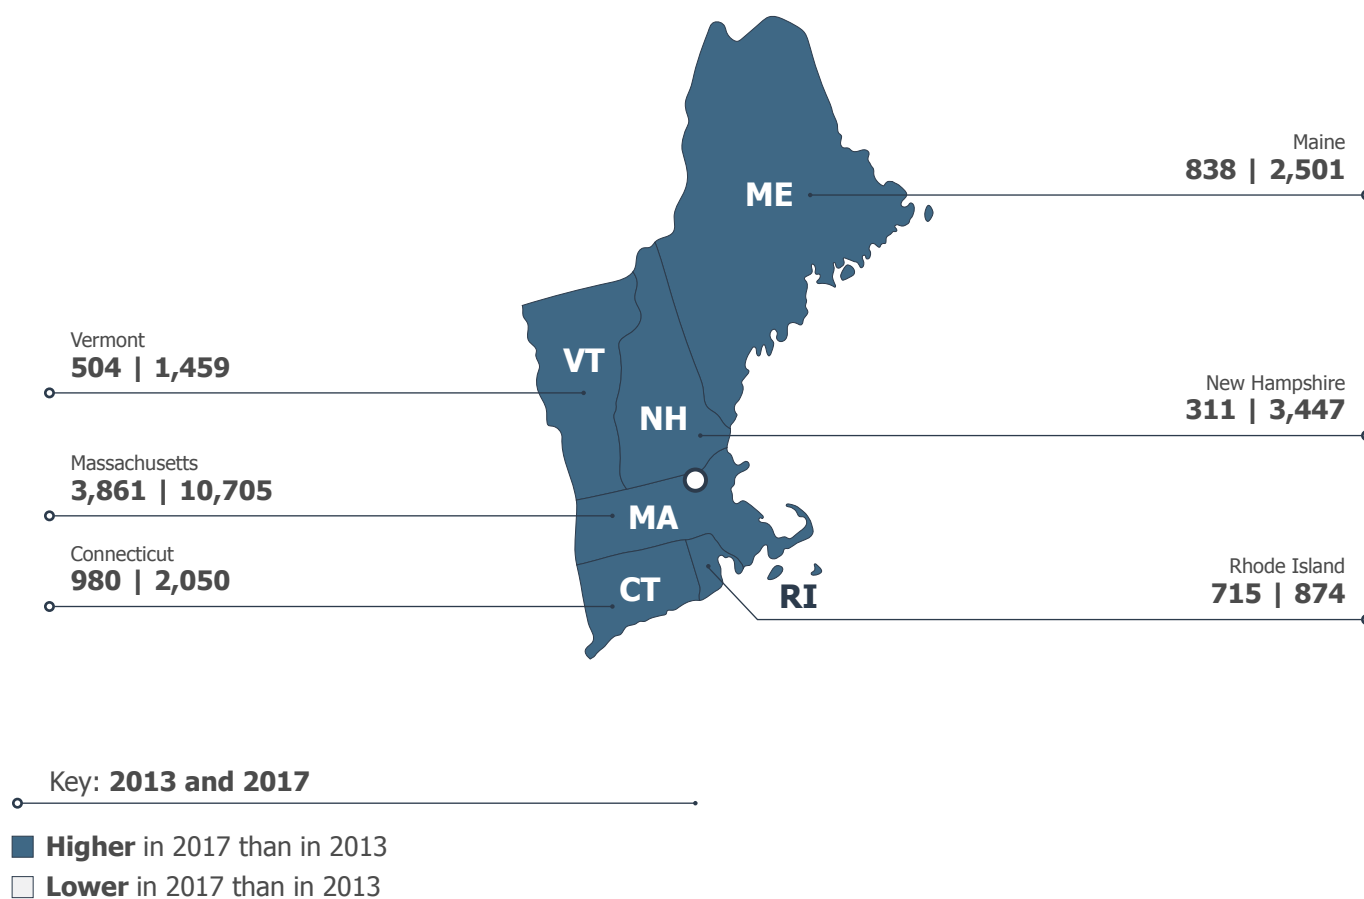 Maine
838 | 2,501
ME
Vermont
504 | 1,459
VT
New Hampshire
311 | 3,447
NH
Massachusetts
3,861 | 10,705
MA
Connecticut
980 | 2,050
CT
Rhode Island
715 | 874
RI
Key: 2013 and 2017
Higher in 2017 than in 2013
Lower in 2017 than in 2013